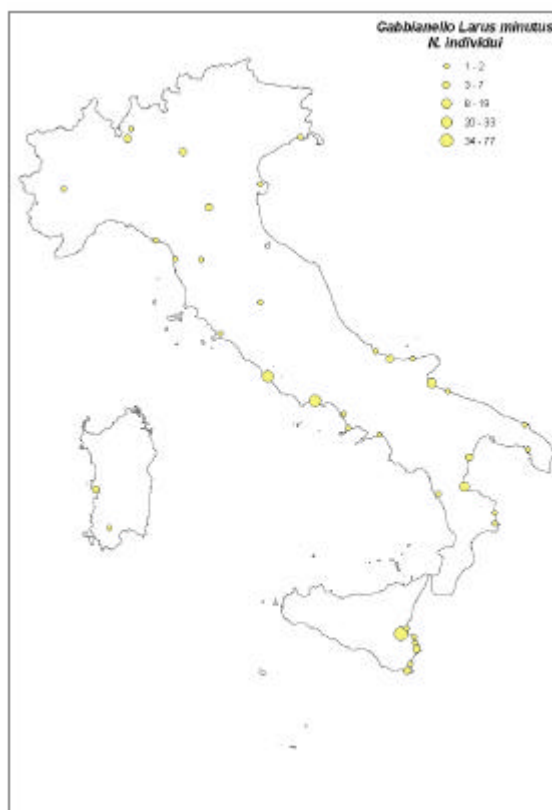 Gabbianello Larus minutus
N. individui
1 - 2
3 - 7
8 - 19
20 - 33
34 - 77